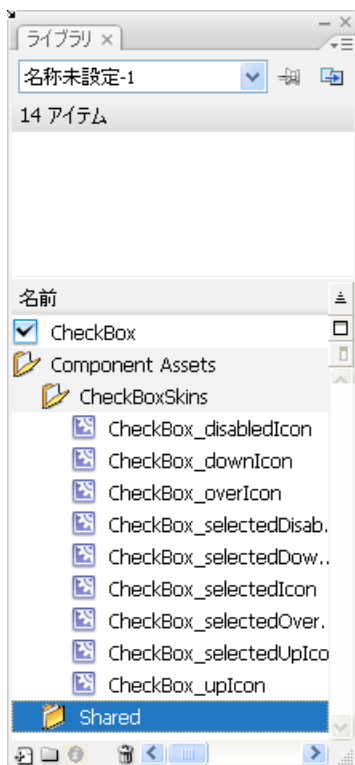 ライブラリ
名称未設定-1
14 アイテム
名前
CheckBox
Component Assets
CheckBoxSkins
CheckBox_disabledIcon
CheckBox_downIcon
CheckBox_overIcon
CheckBox_selectedDisab.
CheckBox_selectedDow..
CheckBox_selectedIcon
CheckBox_selectedOver.
CheckBox_selectedUpIco
CheckBox_upIcon
Shared